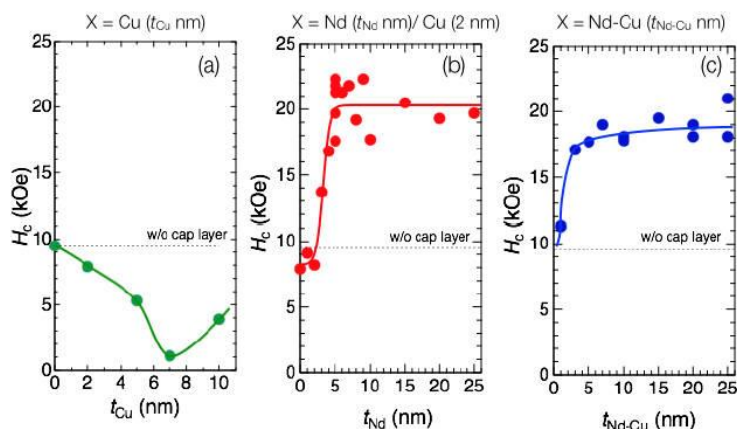 X = Cu (tCu nm)
X = Nd (tNd nm)/ Cu (2 nm)
X = Nd-Cu (tNd-Cu nm)
(a)
(b)
(c)
25
20
15
10
5
0
Hc (kOe)
w/o cap layer
0 2 4 6 8 10
tCu (nm)
25
20
15
10
5
0
Hc (kOe)
w/o cap layer
0 5 10 15 20 25
tNd (nm)
25
20
15
10
5
0
Hc (kOe)
w/o cap layer
0 5 10 15 20 25
tNd-Cu (nm)